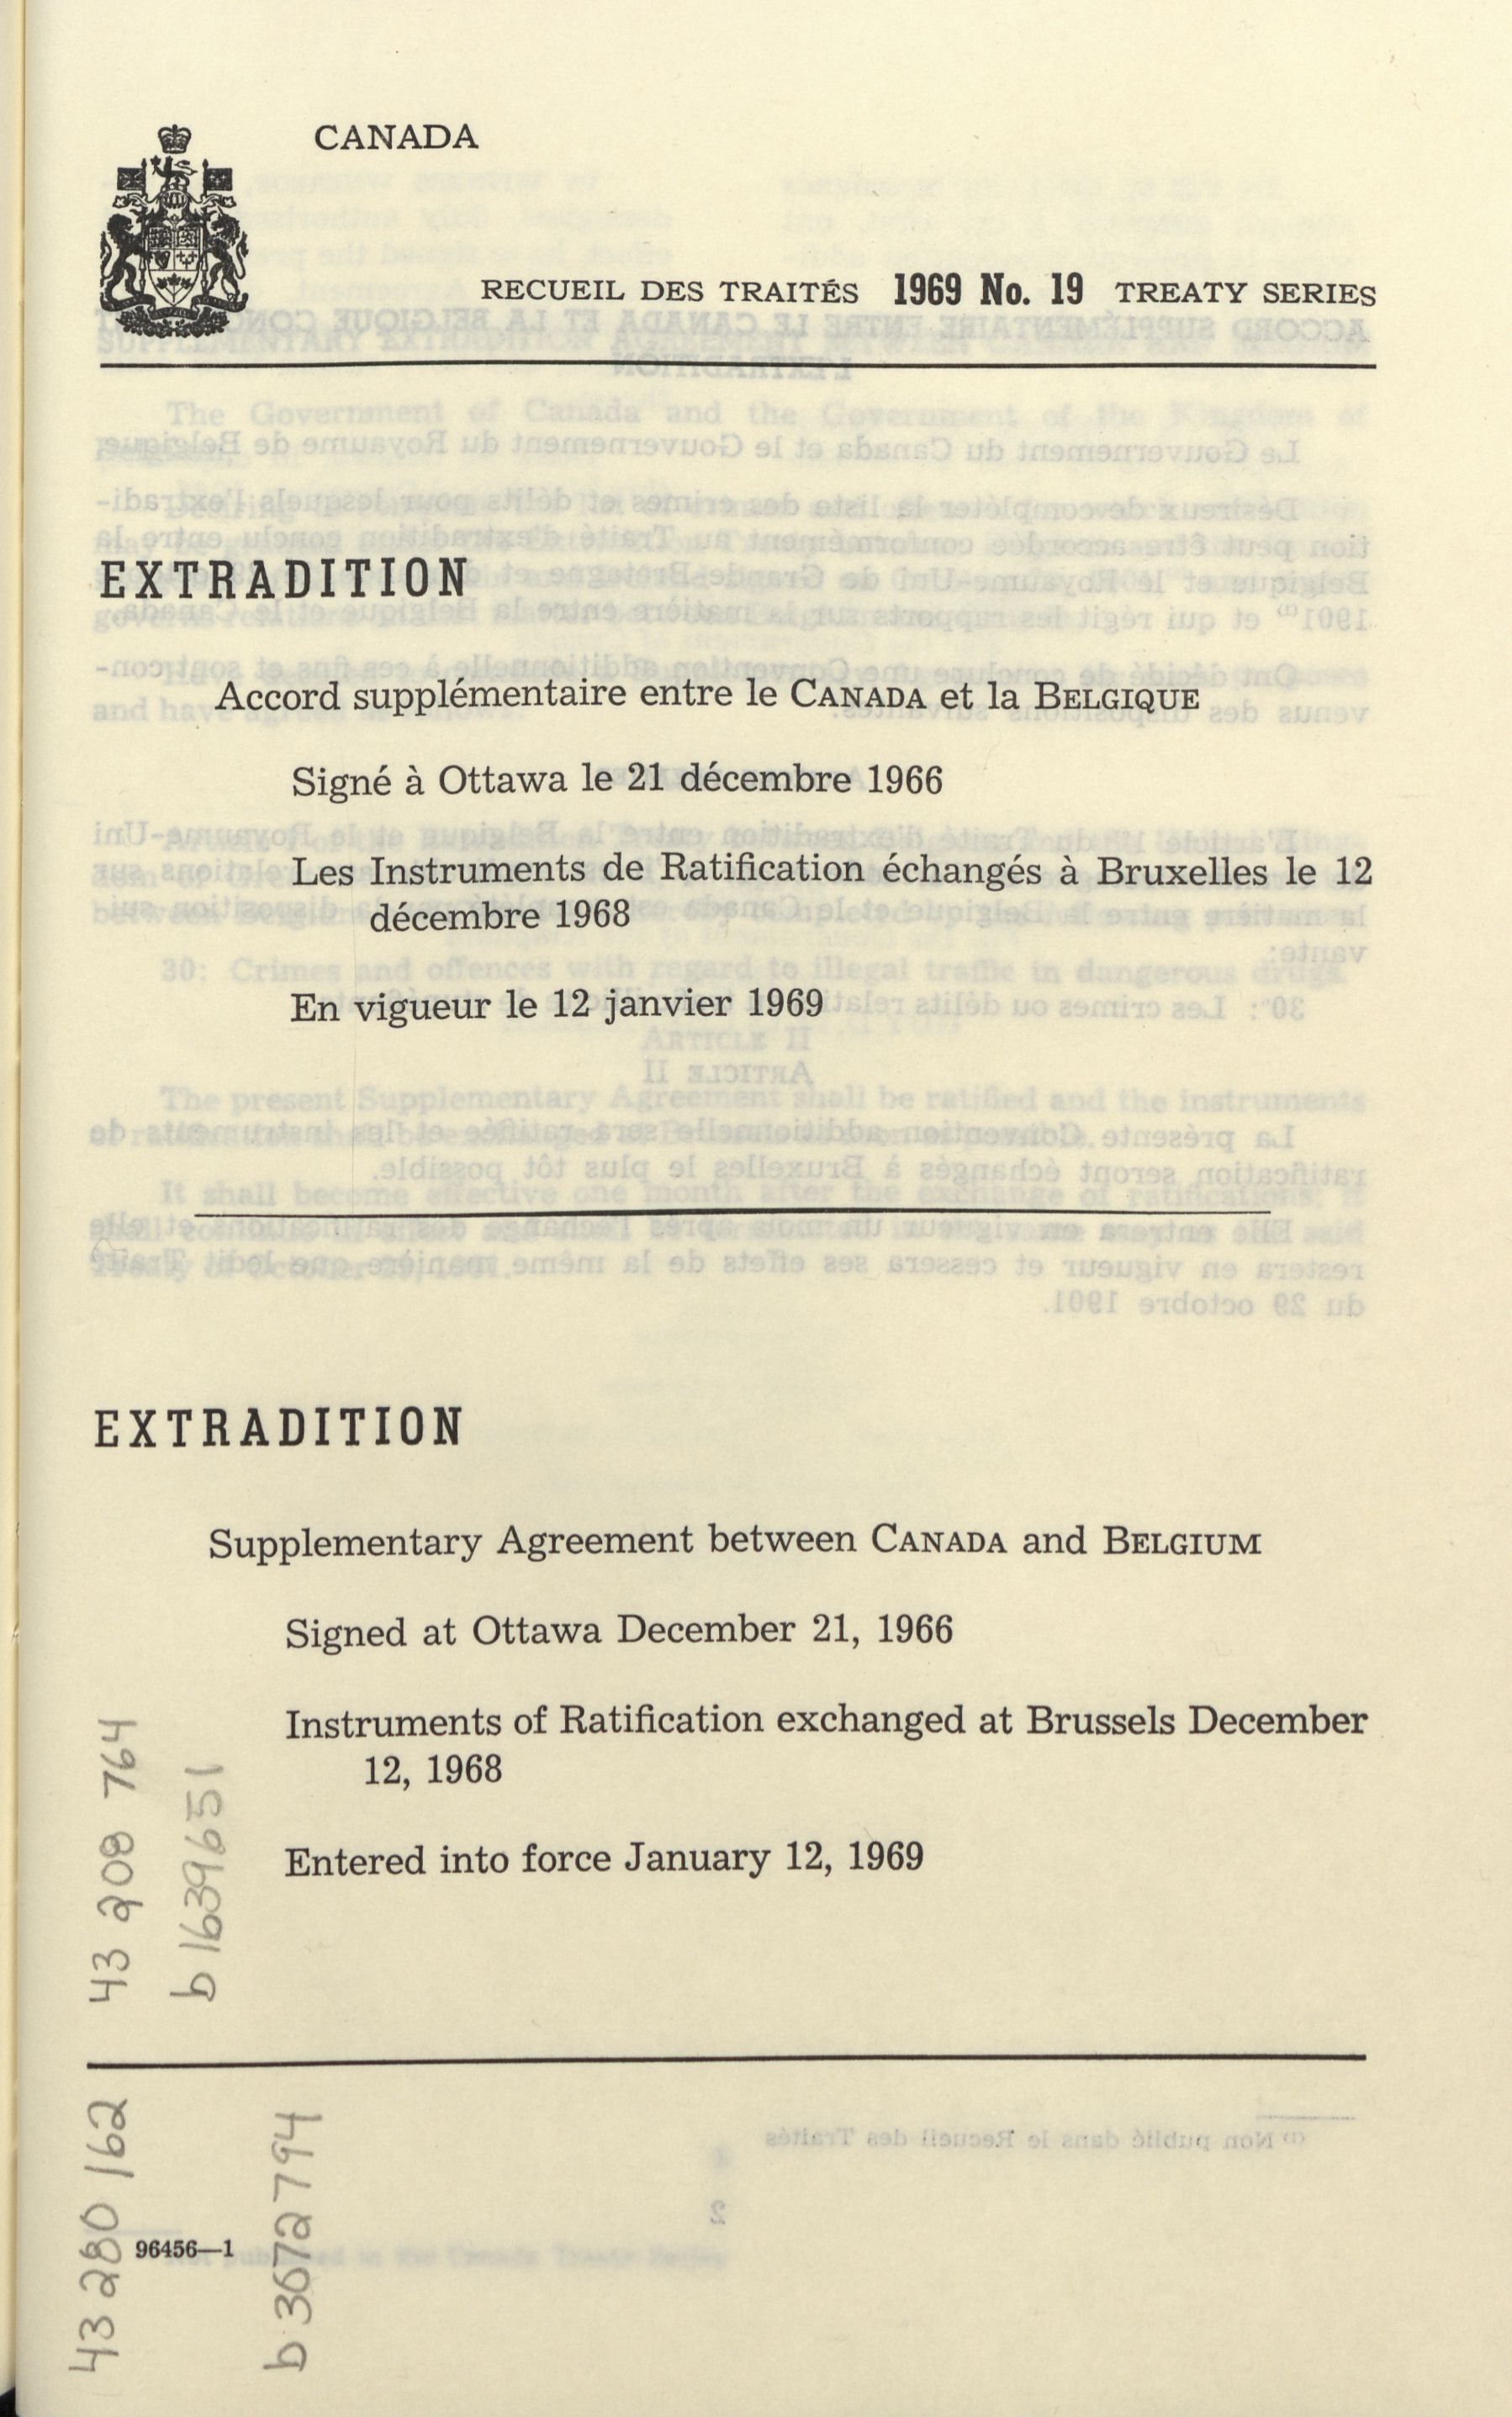 CANADA
RECUEIL DES TRAITÉS 1969 No. 19 TREATY SERIES
EXTRADITION
Accord supplémentaire entre le CANADA et la BELGIQUE
Signé à Ottawa le 21 décembre 1966
Les Instruments de Ratification échangés à Bruxelles le 12
décembre 1968
En vigueur le 12 janvier 1969
EXTRADITION
Supplementary Agreement between CANADA and BELGIUM
Signed at Ottawa December 21, 1966
Instruments of Ratification exchanged at Brussels December
12, 1968
Entered into force January 12, 1969
43 208 764
b 1639651
43 280 162
b 3672794
96456—1